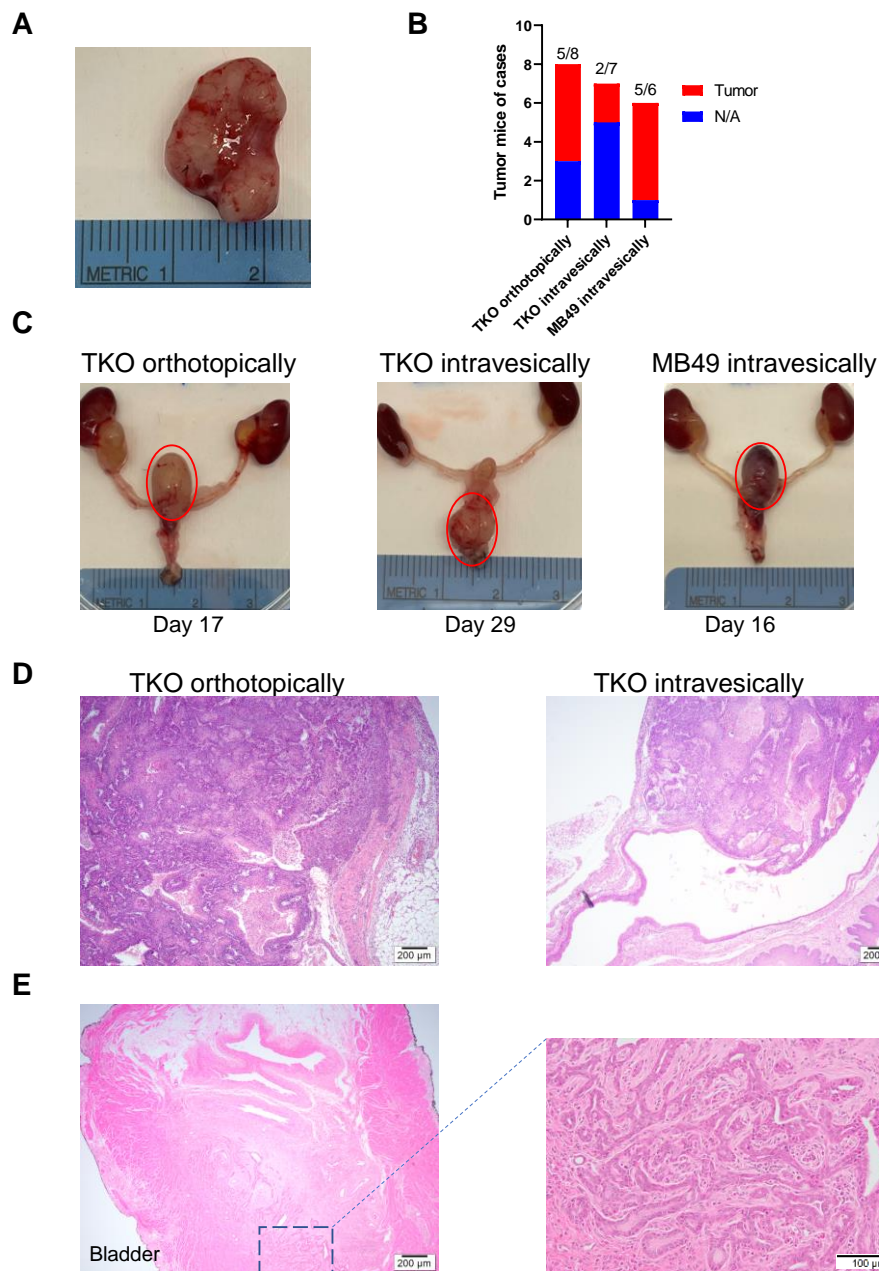 A
METRIC 1
2
B
10
8
6
4
2
0
Tumor mice of cases
5/8
2/7
5/6
Tumor
N/A
TKO orthotopically
TKO intravesically
MB49 intravesically
C
TKO orthotopically
TKO intravesically
MB49 intravesically
METRIC 1
2
3
METRIC 1
2
3
METRIC 1
2
3
Day 17
Day 29
Day 16
D
TKO orthotopically
TKO intravesically
200 µm
200
E
Bladder
200 µm
100 µm